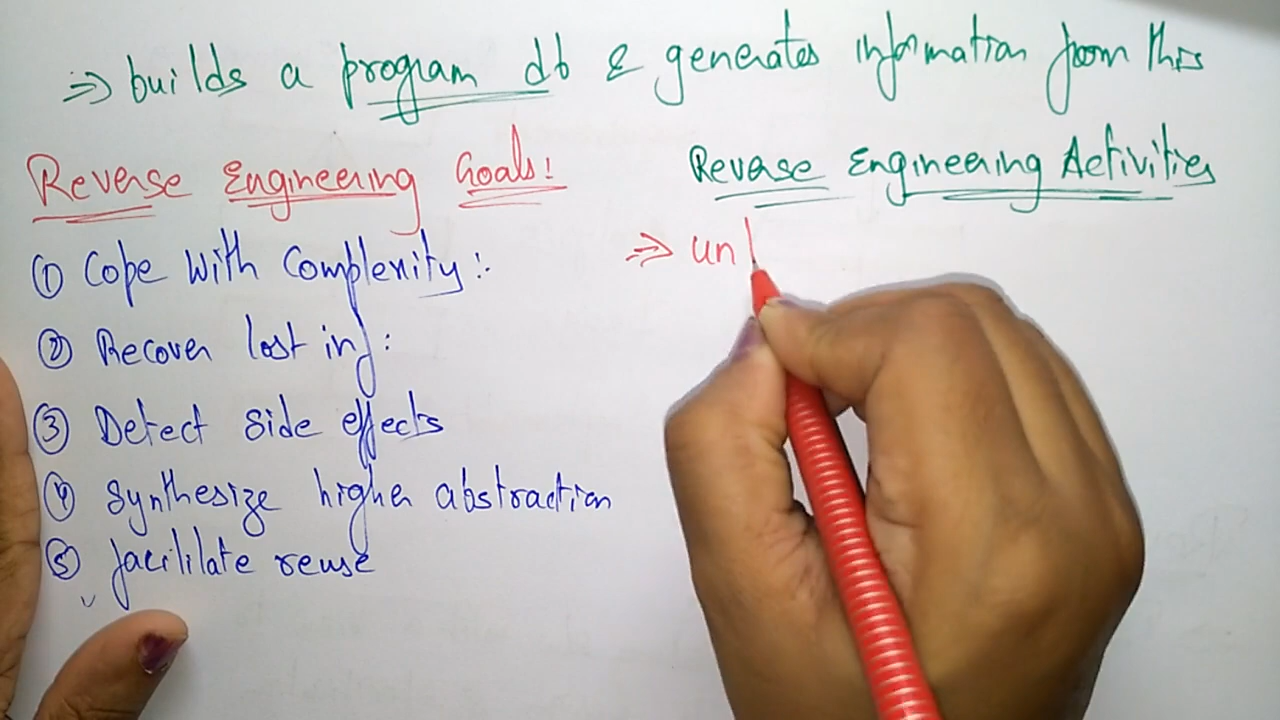 ⇒ builds a program db & generates information from this
Reverse Engineering Goals:
① Cope with Complexity :-
② Recover lost inf :
③ Detect side effects
④ Synthesize higher abstraction
⑤ facililate reuse
Reverse Engineering Activities
⇒ un